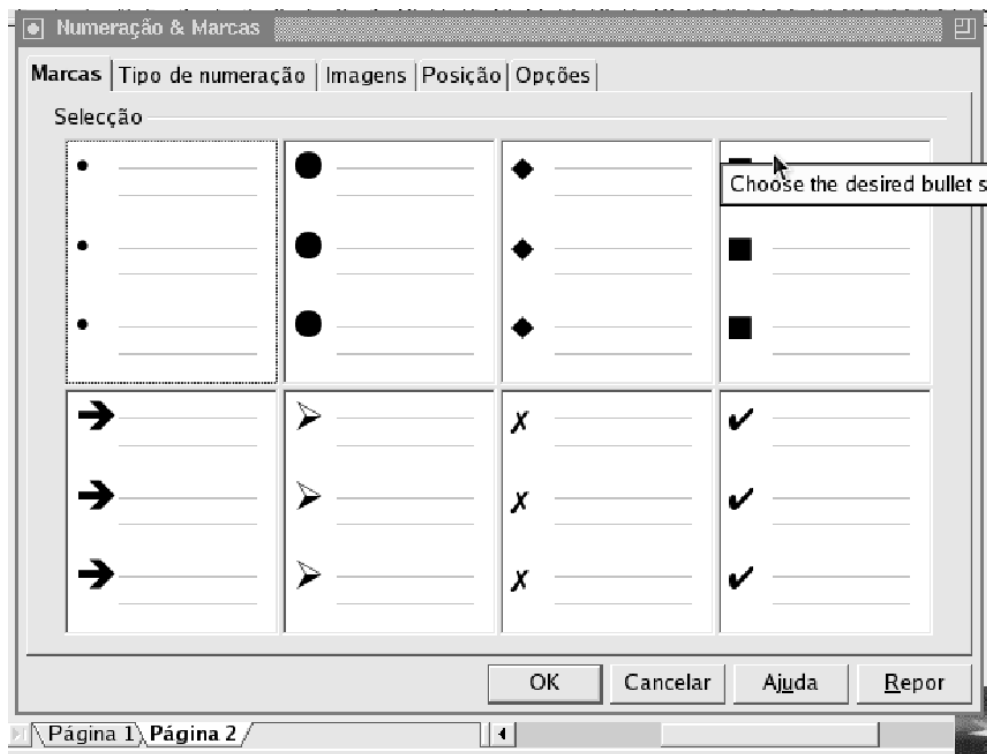 Numeração & Marcas
Marcas Tipo de numeração Imagens Posição Opções
Selecção
Choose the desired bullet s
OK Cancelar Ajuda Repor
Página 1 Página 2